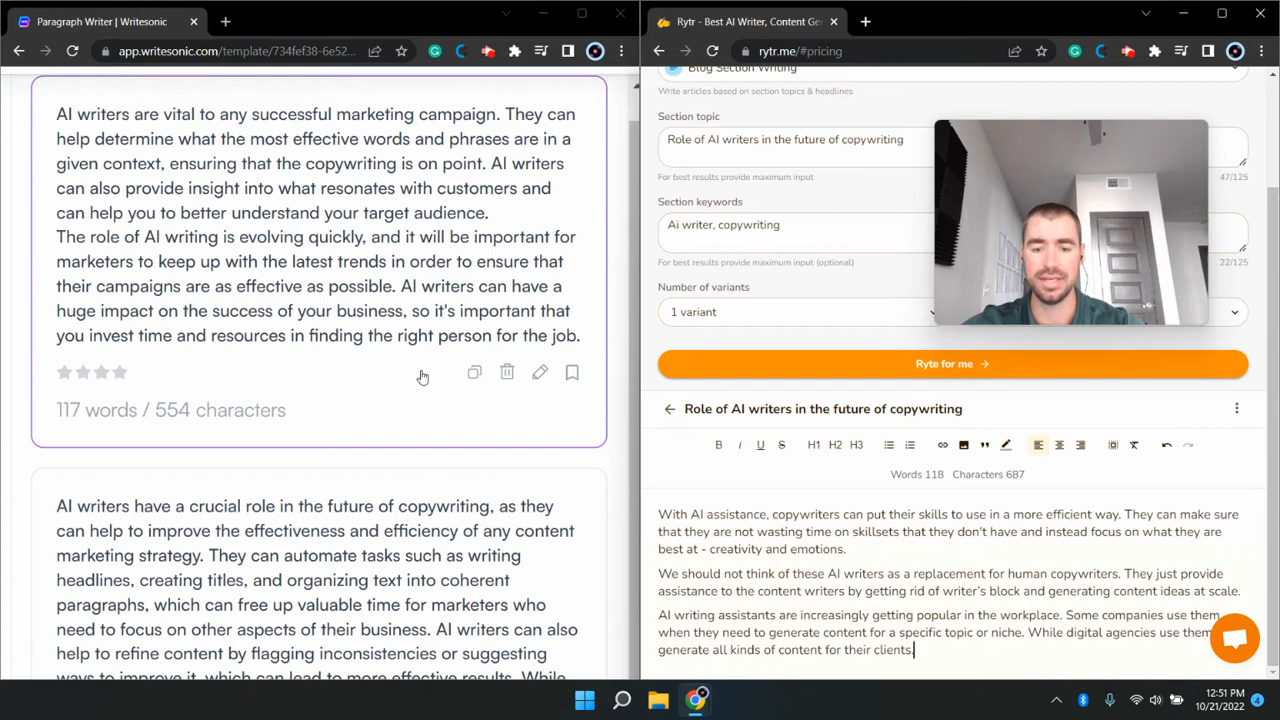 Paragraph Writer | Writesonic
app.writesonic.com/template/734fef38-6e52...
AI writers are vital to any successful marketing campaign. They can
help determine what the most effective words and phrases are in a
given context, ensuring that the copywriting is on point. AI writers
can also provide insight into what resonates with customers and
can help you to better understand your target audience.
The role of AI writing is evolving quickly, and it will be important for
marketers to keep up with the latest trends in order to ensure that
their campaigns are as effective as possible. AI writers can have a
huge impact on the success of your business, so it's important that
you invest time and resources in finding the right person for the job.
117 words / 554 characters
AI writers have a crucial role in the future of copywriting, as they
can help to improve the effectiveness and efficiency of any content
marketing strategy. They can automate tasks such as writing
headlines, creating titles, and organizing text into coherent
paragraphs, which can free up valuable time for marketers who
need to focus on other aspects of their business. AI writers can also
help to refine content by flagging inconsistencies or suggesting
ways to improve it, which can lead to more effective results. While
Rytr - Best AI Writer, Content Ge
rytr.me/#pricing
Blog Section Writing
Write articles based on section topics & headlines
Section topic
Role of AI writers in the future of copywriting
For best results provide maximum input
47/125
Section keywords
Ai writer, copywriting
For best results provide maximum input (optional)
22/125
Number of variants
1 variant
Ryte for me
Role of AI writers in the future of copywriting
B i U S H1 H2 H3
Words 118 Characters 687
With AI assistance, copywriters can put their skills to use in a more efficient way. They can make sure
that they are not wasting time on skillsets that they don't have and instead focus on what they are
best at - creativity and emotions.
We should not think of these AI writers as a replacement for human copywriters. They just provide
assistance to the content writers by getting rid of writer's block and generating content ideas at scale.
AI writing assistants are increasingly getting popular in the workplace. Some companies use them
when they need to generate content for a specific topic or niche. While digital agencies use them
generate all kinds of content for their clients.
12:51 PM
10/21/2022
4